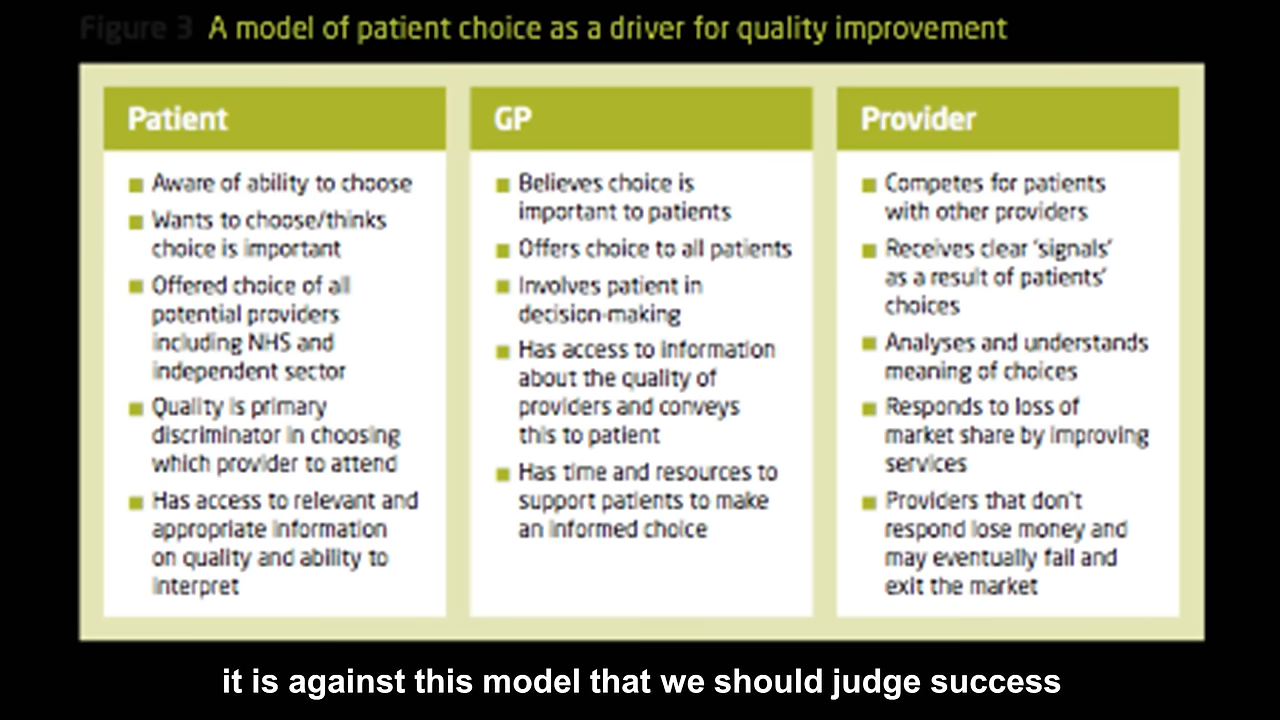 Figure 3 A model of patient choice as a driver for quality improvement
Patient
Aware of ability to choose
Wants to choose/thinks
choice is important
Offered choice of all
potential providers
including NHS and
independent sector
Quality is primary
discriminator in choosing
which provider to attend
Has access to relevant and
appropriate information
on quality and ability to
interpret
GP
Believes choice is
important to patients
Offers choice to all patients
Involves patient in
decision-making
Has access to information
about the quality of
providers and conveys
this to patient
Has time and resources to
support patients to make
an informed choice
Provider
Competes for patients
with other providers
Receives clear 'signals'
as a result of patients'
choices
Analyses and understands
meaning of choices
Responds to loss of
market share by improving
services
Providers that don't
respond lose money and
may eventually fail and
exit the market
it is against this model that we should judge success